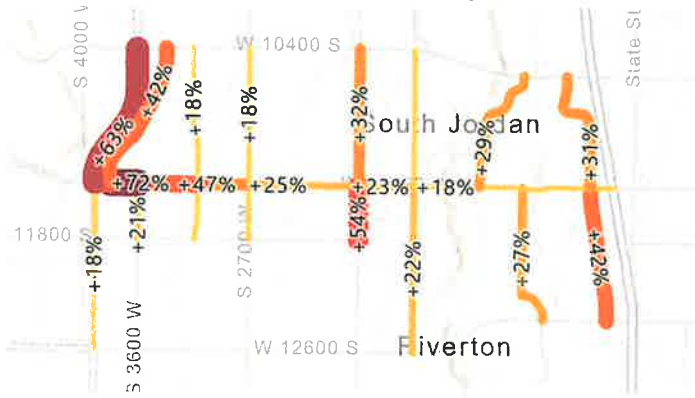 S 4000 W
W 10400 S
State St
+63%
+42%
+18%
+18%
+32%
South Jordan
+29%
+31%
+72%
+47%
+25%
+23%
+18%
11800 S
+18%
+21%
S 2700 W
+54%
+22%
+27%
+42%
S 3600 W
W 12600 S
Riverton